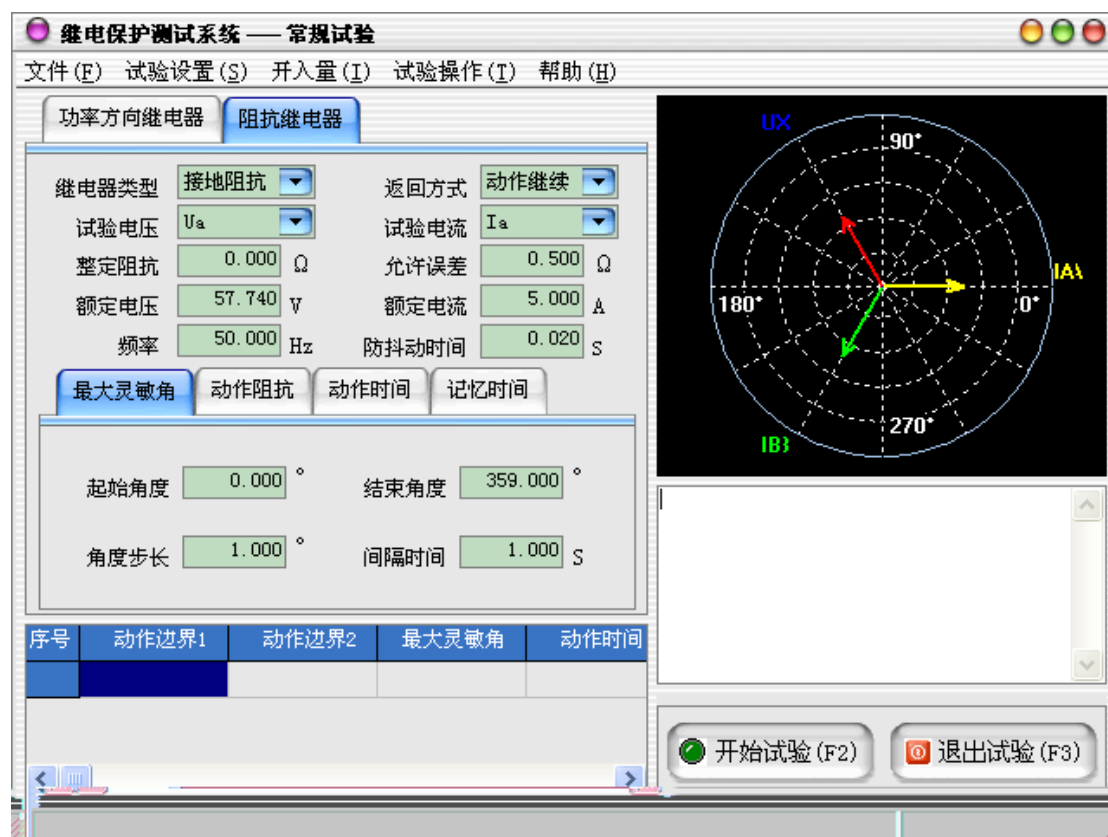 继电保护测试系统 —— 常规试验
文件(F) 试验设置(S) 开入量(I) 试验操作(T) 帮助(H)
功率方向继电器 阻抗继电器
继电器类型 接地阻抗 返回方式 动作继续
试验电压 Ua 试验电流 Ia
整定阻抗 0.000 Ω 允许误差 0.500 Ω
额定电压 57.740 V 额定电流 5.000 A
频率 50.000 Hz 防抖动时间 0.020 S
最大灵敏角 动作阻抗 动作时间 记忆时间
起始角度 0.000 ° 结束角度 359.000 °
角度步长 1.000 ° 间隔时间 1.000 S
序号 动作边界1 动作边界2 最大灵敏角 动作时间
UX
90°
180°
0°
270°
开始试验(F2) 退出试验(F3)